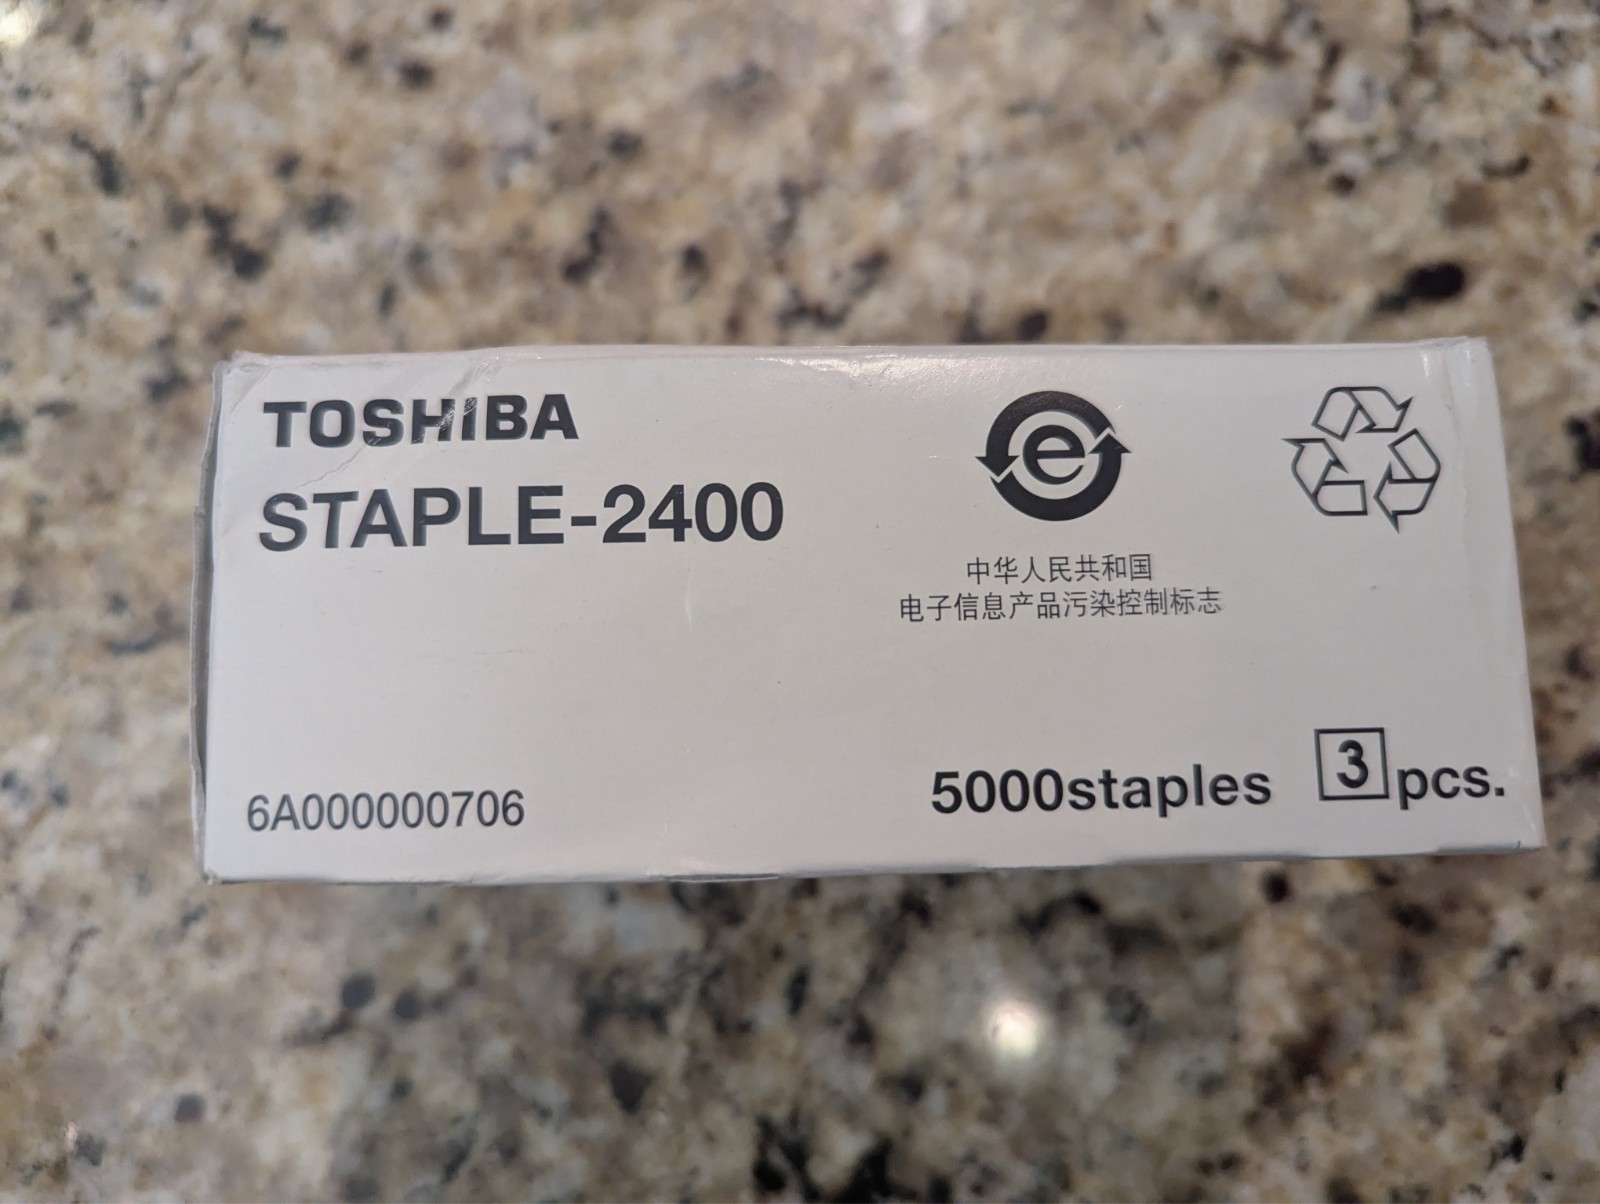 TOSHIBA
STAPLE-2400
e
中华人民共和国
电子信息产品污染控制标志
6A000000706
5000staples 3 pcs.